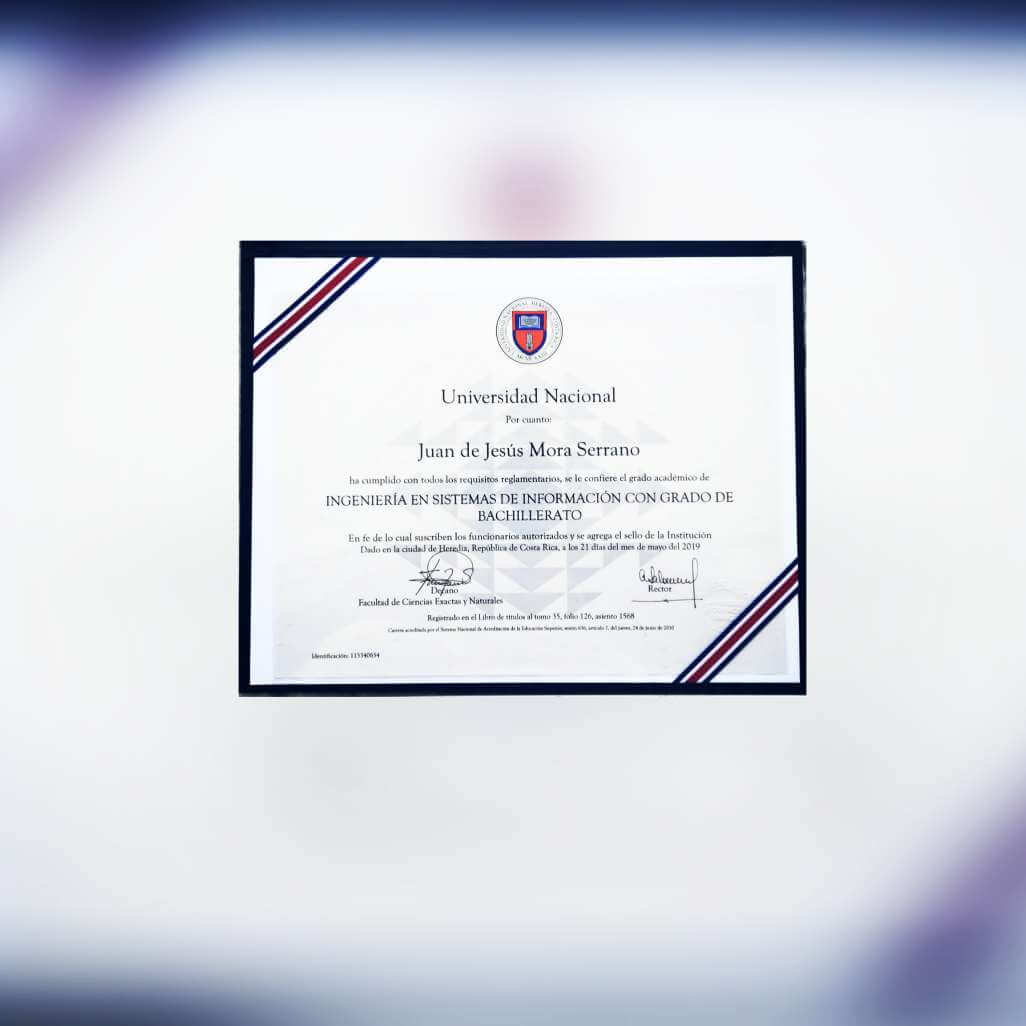 Universidad Nacional
Por cuanto:
Juan de Jesús Mora Serrano
ha cumplido con todos los requisitos reglamentarios, se le confiere el grado académico de
INGENIERÍA EN SISTEMAS DE INFORMACIÓN CON GRADO DE
BACHILLERATO
En fe de lo cual suscriben los funcionarios autorizados y se agrega el sello de la Institución
Dado en la ciudad de Heredia, República de Costa Rica, a los 21 días del mes de mayo del 2019
Decano
Rector
Facultad de Ciencias Exactas y Naturales
Registrado en el Libro de títulos al tomo 35, folio 126, asiento 1568
Carrera acreditada por el Sistema Nacional de Acreditación de la Educación Superior, sesión 636, artículo 7, del jueves, 24 de junio de 2010
Identificación: 115340634